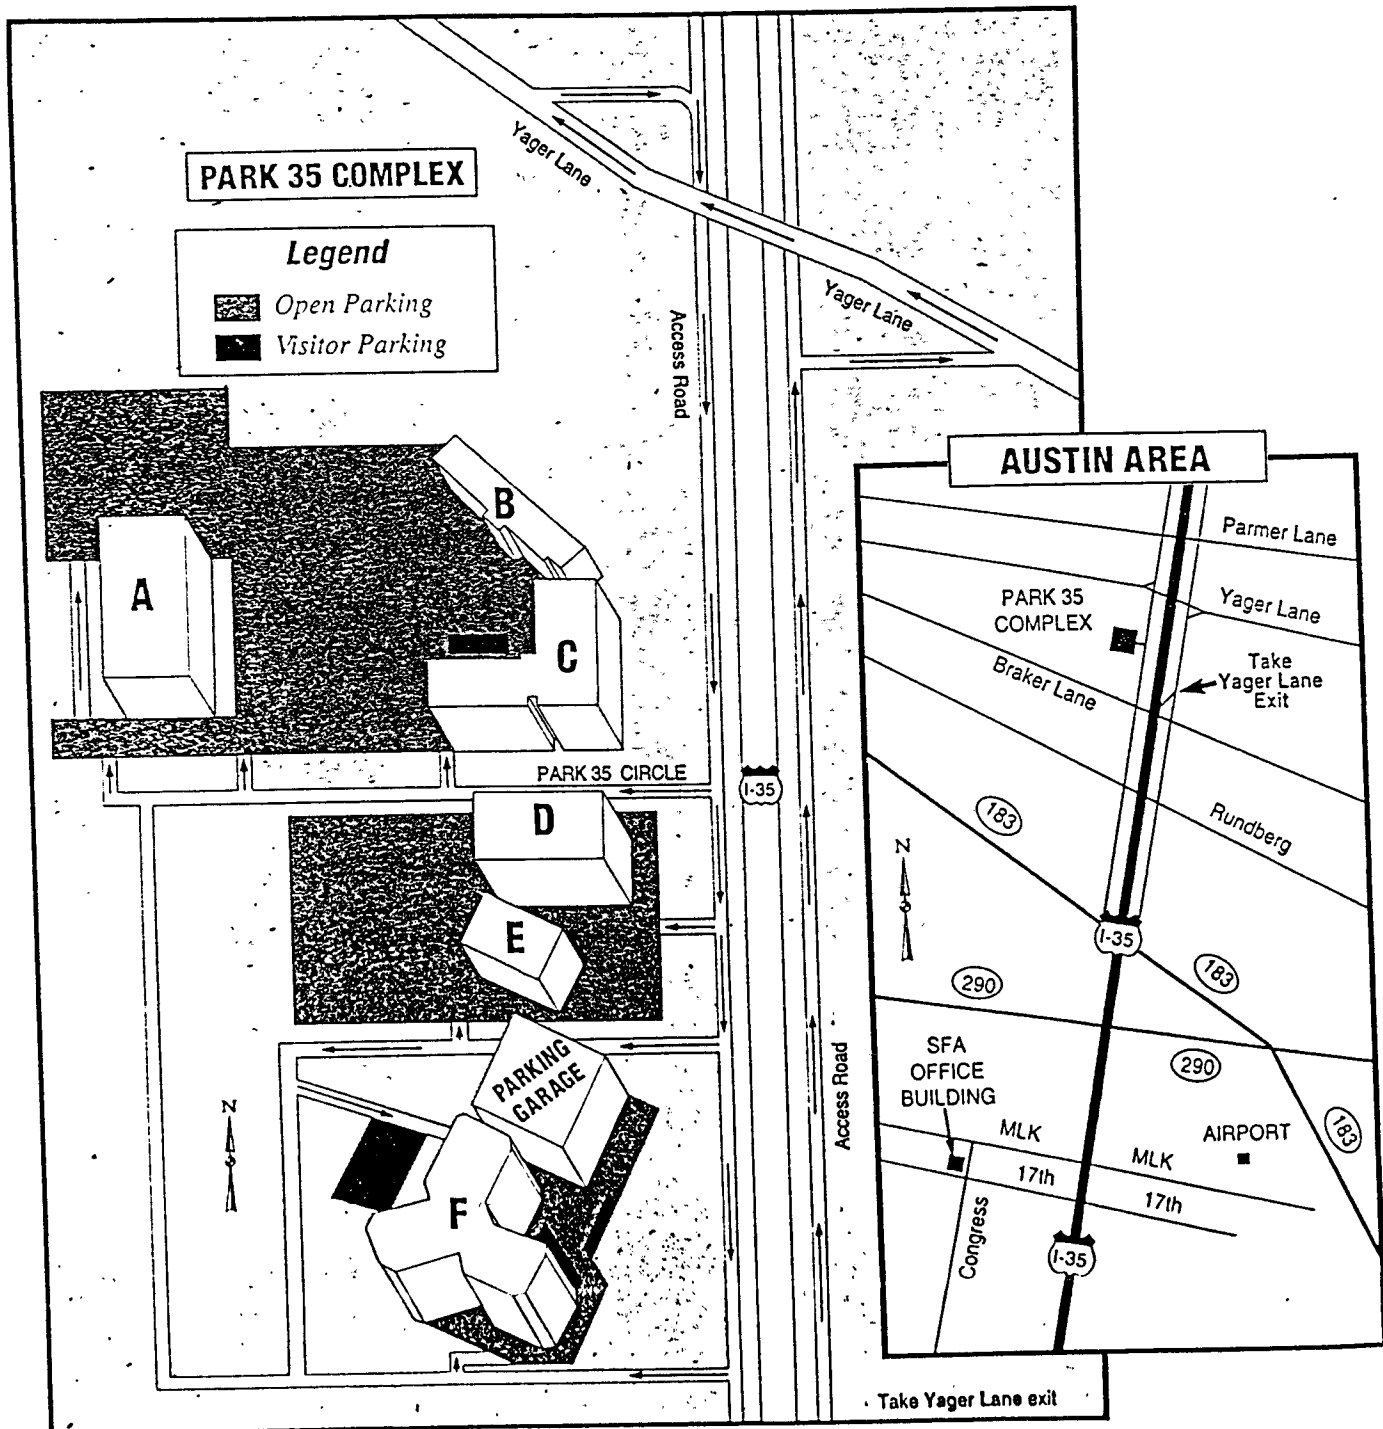 PARK 35 COMPLEX
Legend
Open Parking
Visitor Parking
Yager Lane
Yager Lane
Access Road
A
B
C
PARK 35 CIRCLE
I-35
D
E
PARKING
GARAGE
F
N
Access Road
Take Yager Lane exit
AUSTIN AREA
Parmer Lane
PARK 35
COMPLEX
Yager Lane
Braker Lane
Take
Yager Lane
Exit
183
Rundberg
N
I-35
183
290
290
SFA
OFFICE
BUILDING
MLK
MLK
AIRPORT
183
17th
17th
Congress
I-35